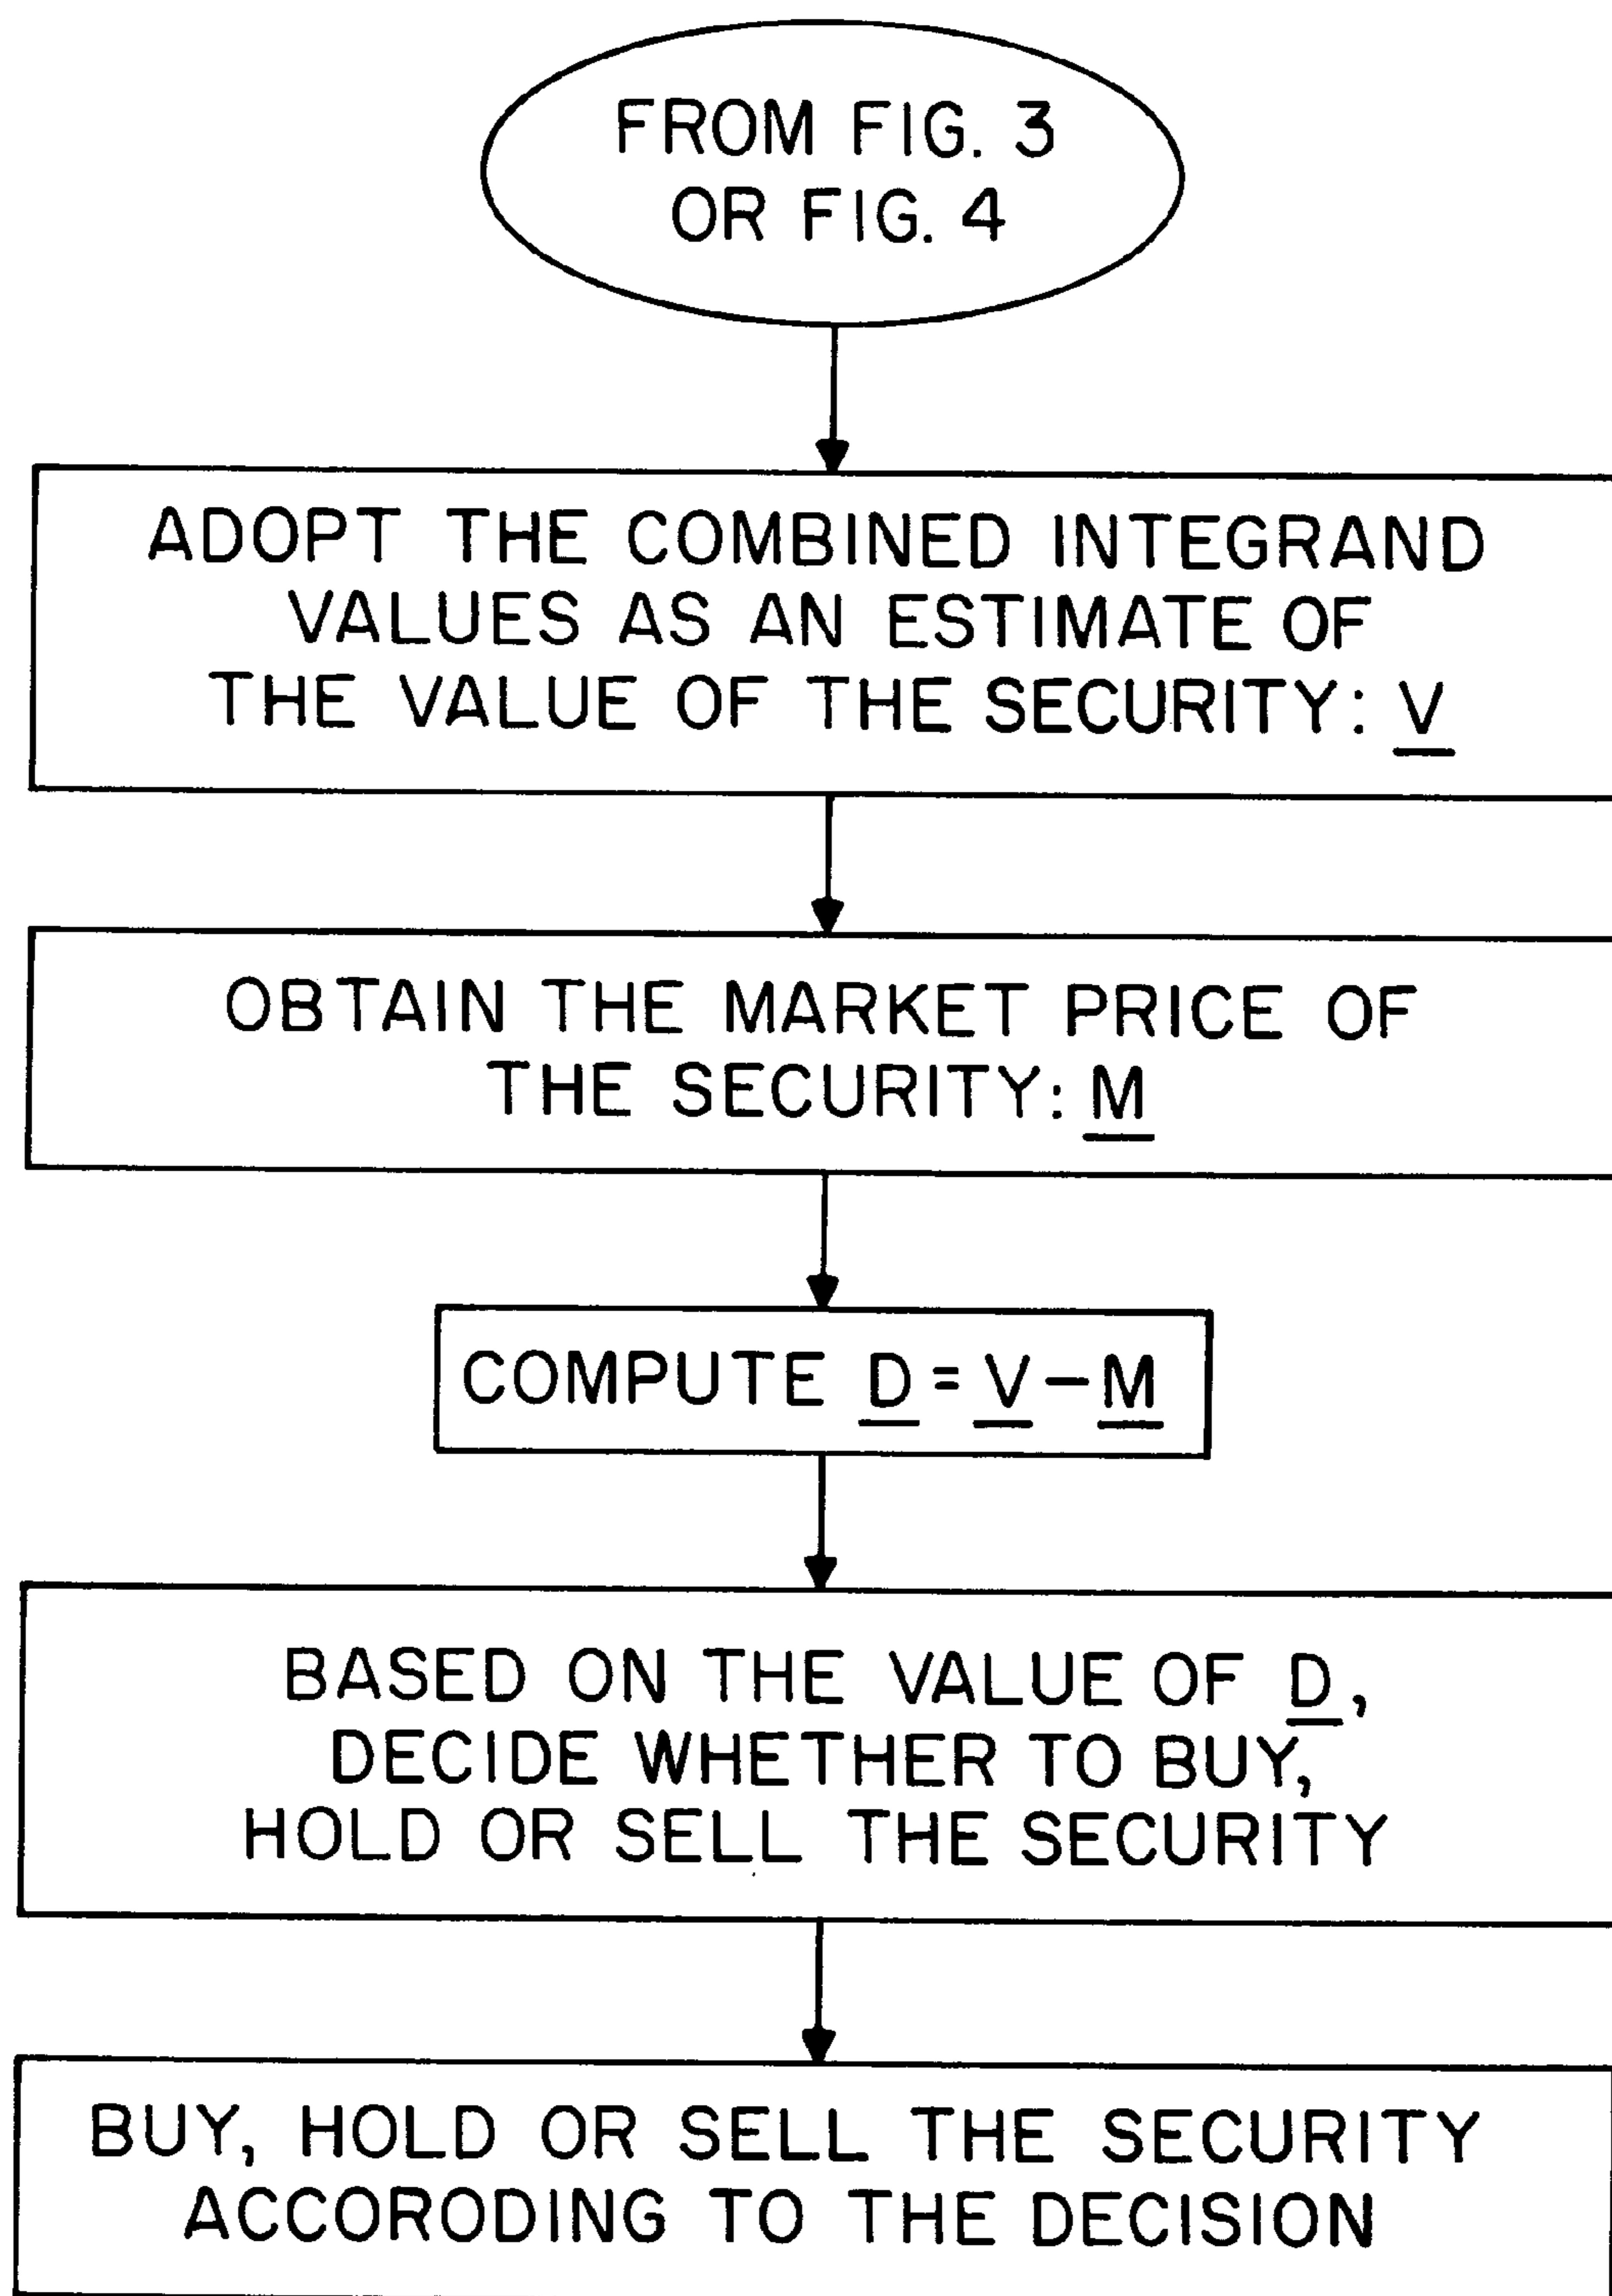 FROM FIG. 3
OR FIG. 4
ADOPT THE COMBINED INTEGRAND
VALUES AS AN ESTIMATE OF
THE VALUE OF THE SECURITY: V
OBTAIN THE MARKET PRICE OF
THE SECURITY: M
COMPUTE D = V – M
BASED ON THE VALUE OF D,
DECIDE WHETHER TO BUY,
HOLD OR SELL THE SECURITY
BUY, HOLD OR SELL THE SECURITY
ACCORODING TO THE DECISION